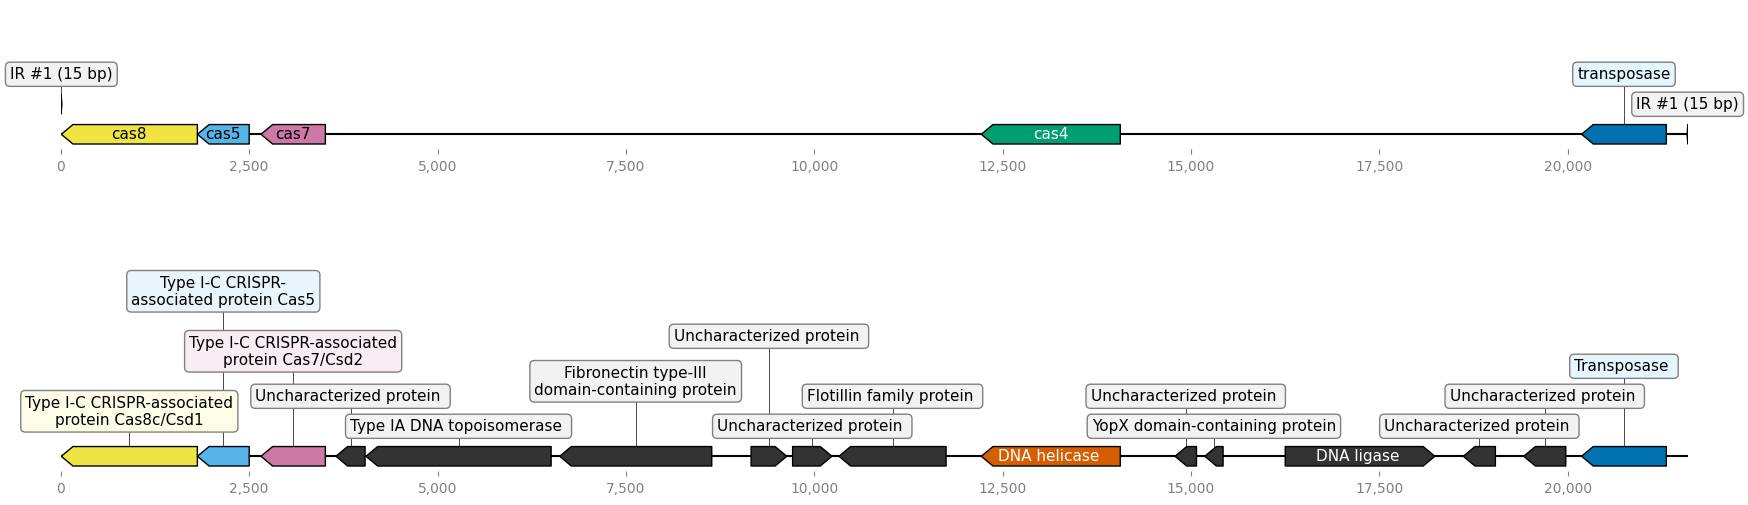 IR #1 (15 bp)
transposase
IR #1 (15 bp)
cas8
cas5
cas7
cas4
0
2,500
5,000
7,500
10,000
12,500
15,000
17,500
20,000
Type I-C CRISPR-
associated protein Cas5
Uncharacterized protein
Type I-C CRISPR-associated
protein Cas7/Csd2
Fibronectin type-III
domain-containing protein
Transposase
Type I-C CRISPR-associated
protein Cas8c/Csd1
Uncharacterized protein
Flotillin family protein
Uncharacterized protein
Uncharacterized protein
Type IA DNA topoisomerase
Uncharacterized protein
YopX domain-containing protein
Uncharacterized protein
DNA helicase
DNA ligase
0
2,500
5,000
7,500
10,000
12,500
15,000
17,500
20,000